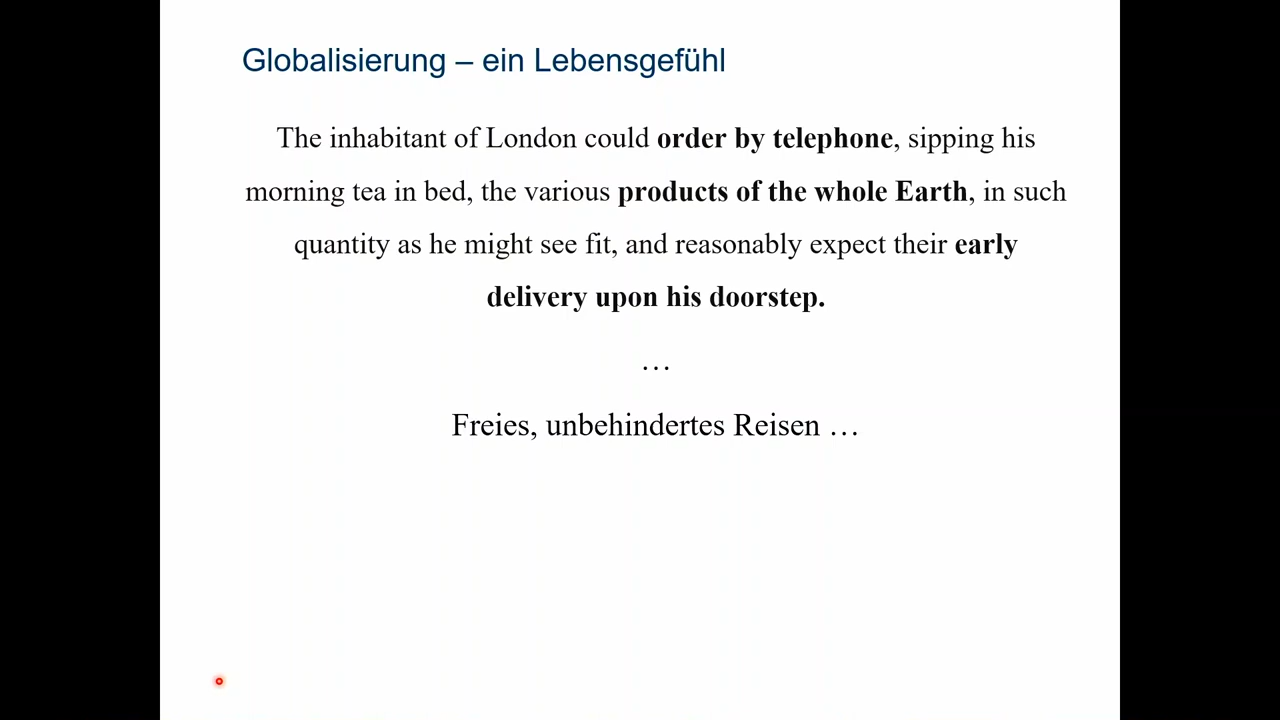 Globalisierung – ein Lebensgefühl
The inhabitant of London could order by telephone, sipping his
morning tea in bed, the various products of the whole Earth, in such
quantity as he might see fit, and reasonably expect their early
delivery upon his doorstep.
…
Freies, unbehindertes Reisen …